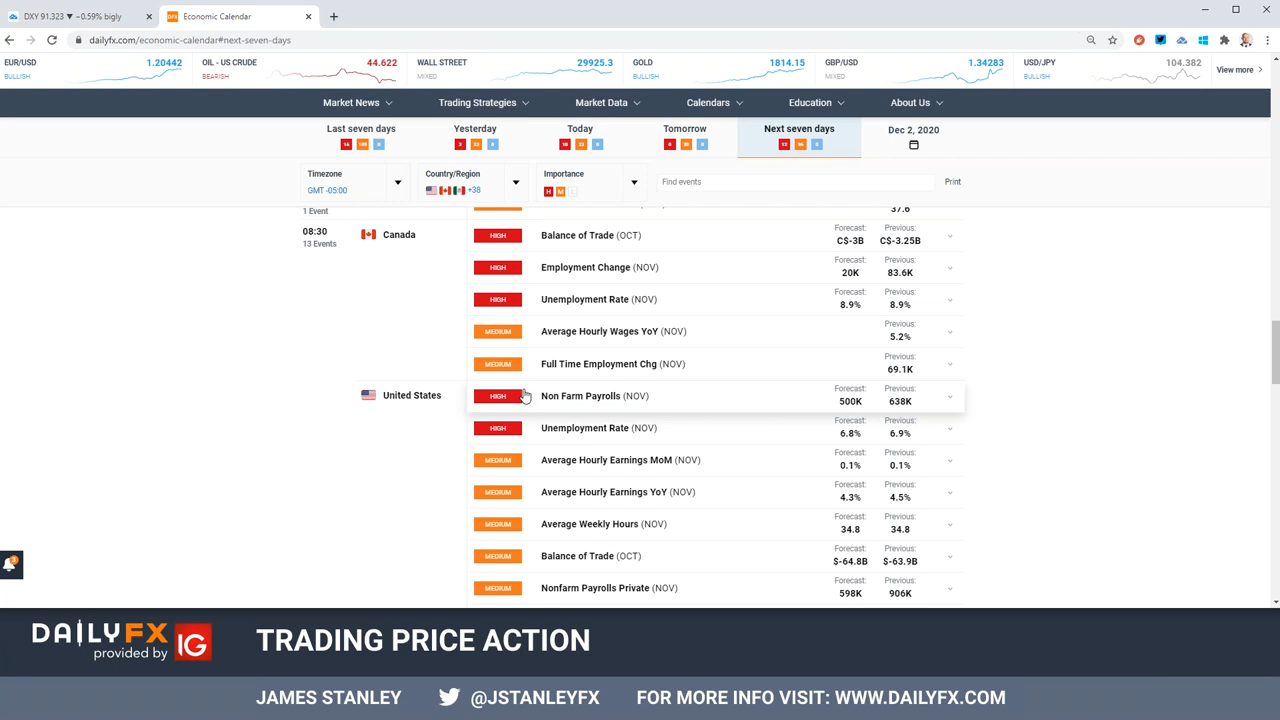 DXY 91.323 ▼ −0.59% bigly
Economic Calendar
dailyfx.com/economic-calendar#next-seven-days
EUR/USD 1.20442
BULLISH
OIL - US CRUDE 44.622
BEARISH
WALL STREET 29925.3
MIXED
GOLD 1814.15
BULLISH
GBP/USD 1.34283
MIXED
USD/JPY 104.382
BULLISH
View more
Market News
Trading Strategies
Market Data
Calendars
Education
About Us
Last seven days
Yesterday
Today
Tomorrow
Next seven days
Dec 2, 2020
Timezone
GMT -05:00
Country/Region
+38
Importance
H M
Find events
Print
1 Event
37.6
08:30
13 Events
Canada
HIGH Balance of Trade (OCT) Forecast: C$-3B Previous: C$-3.25B
HIGH Employment Change (NOV) Forecast: 20K Previous: 83.6K
HIGH Unemployment Rate (NOV) Forecast: 8.9% Previous: 8.9%
MEDIUM Average Hourly Wages YoY (NOV) Previous: 5.2%
MEDIUM Full Time Employment Chg (NOV) Previous: 69.1K
United States
HIGH Non Farm Payrolls (NOV) Forecast: 500K Previous: 638K
HIGH Unemployment Rate (NOV) Forecast: 6.8% Previous: 6.9%
MEDIUM Average Hourly Earnings MoM (NOV) Forecast: 0.1% Previous: 0.1%
MEDIUM Average Hourly Earnings YoY (NOV) Forecast: 4.3% Previous: 4.5%
MEDIUM Average Weekly Hours (NOV) Forecast: 34.8 Previous: 34.8
MEDIUM Balance of Trade (OCT) Forecast: $-64.8B Previous: $-63.9B
MEDIUM Nonfarm Payrolls Private (NOV) Forecast: 598K Previous: 906K
DAILYFX
provided by IG
TRADING PRICE ACTION
JAMES STANLEY
@JSTANLEYFX
FOR MORE INFO VISIT: WWW.DAILYFX.COM